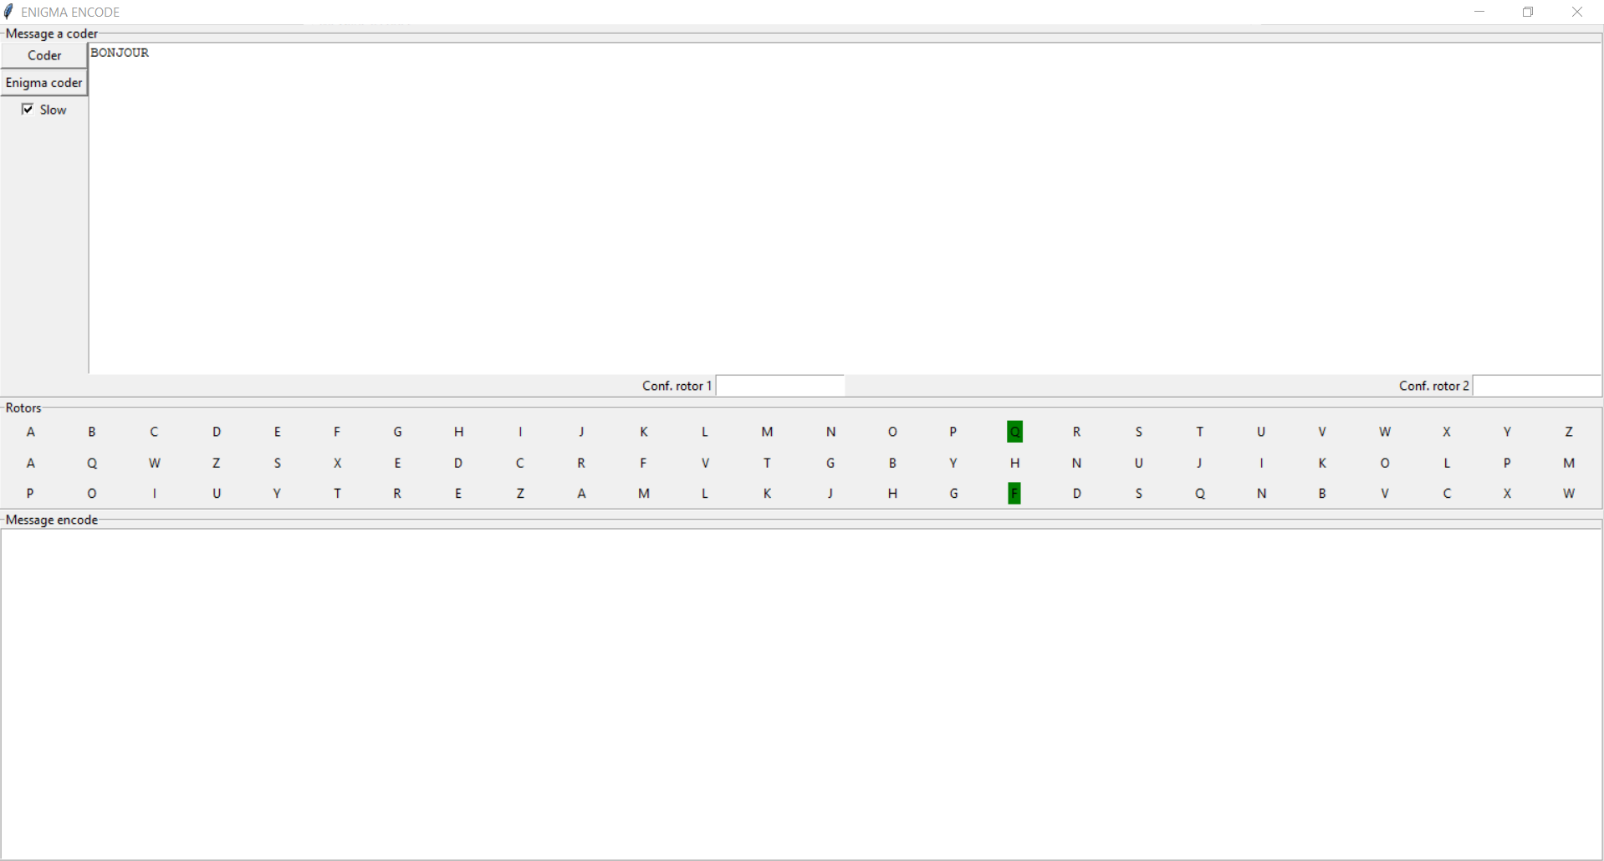 ENIGMA ENCODE
Message a coder
Coder
BONJOUR
Enigma coder
Slow
Conf. rotor 1
Conf. rotor 2
Rotors
A B C D E F G H I J K L M N O P Q R S T U V W X Y Z
A Q W Z S X E D C R F V T G B Y H N U J I K O L P M
P O I U Y T R E Z A M L K J H G F D S Q N B V C X W
Message encode